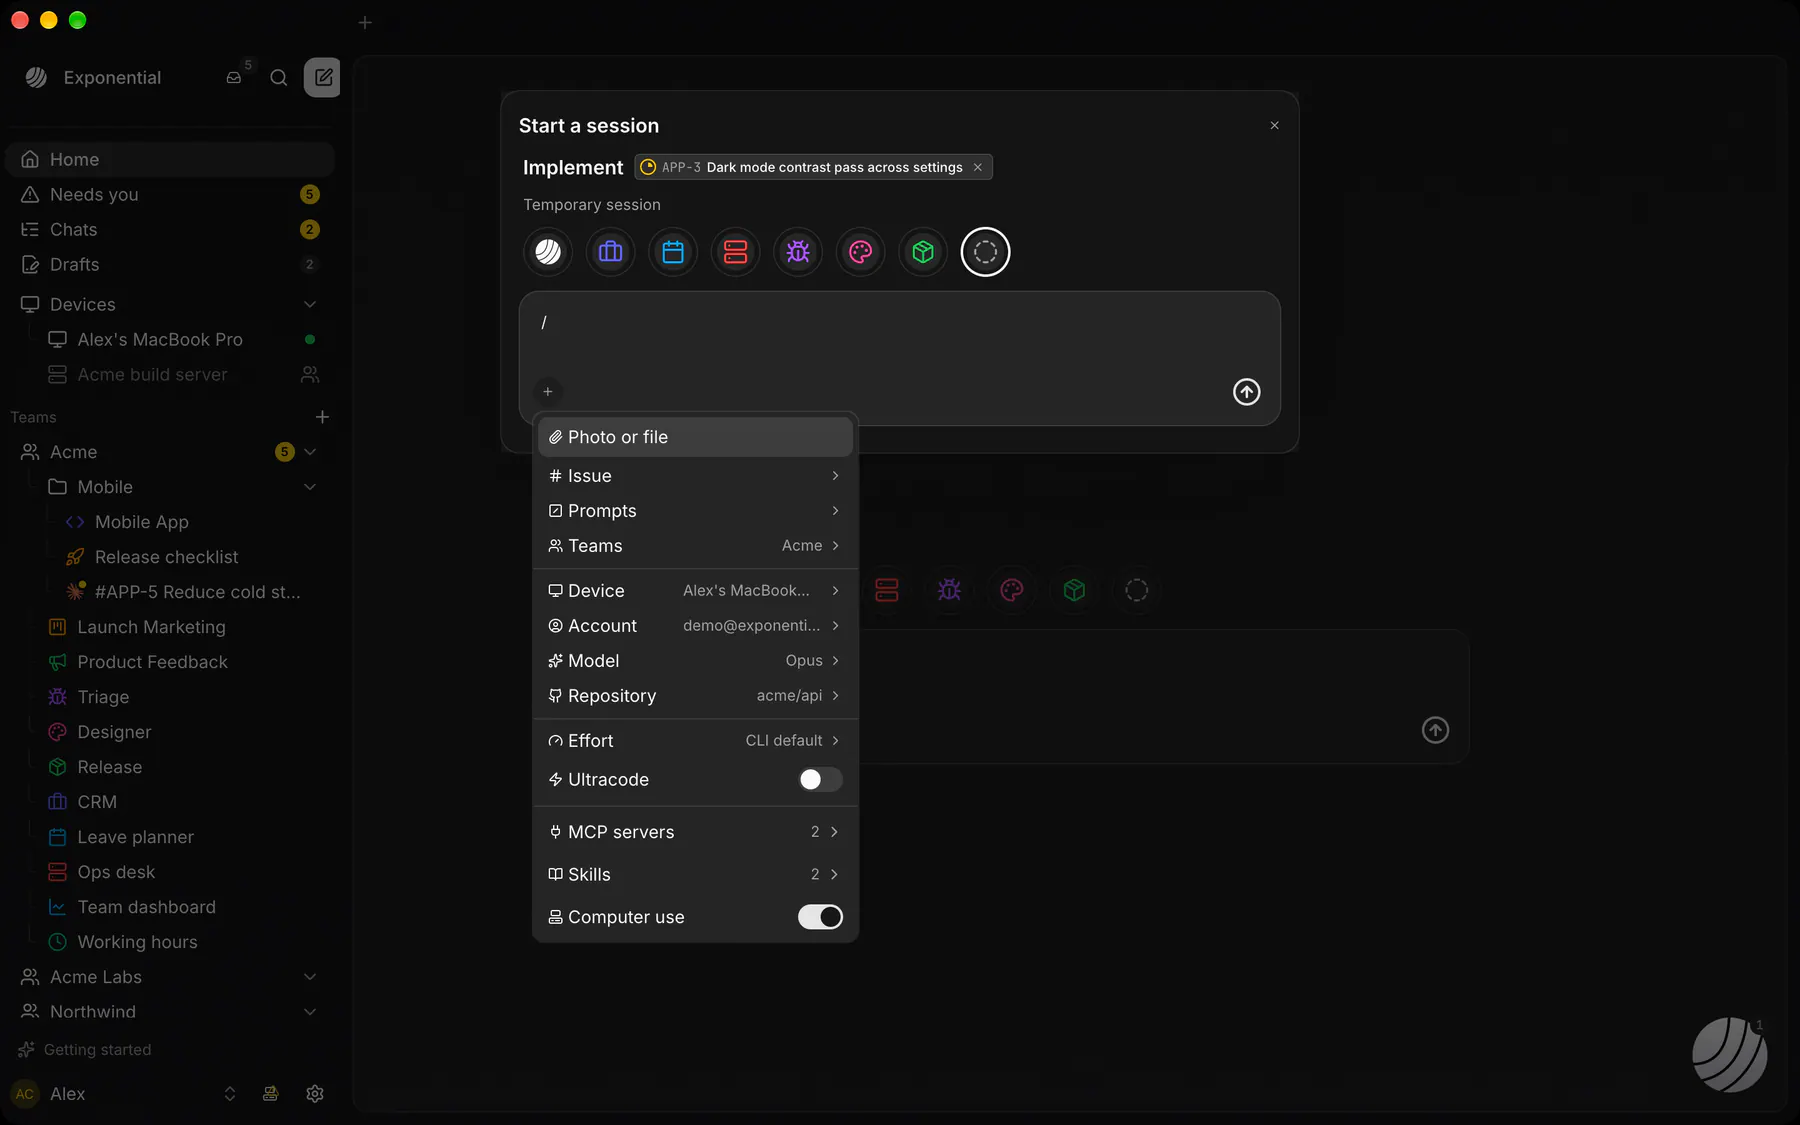 Exponential
5
Home
Needs you
5
Chats
2
Drafts
2
Devices
Alex's MacBook Pro
Acme build server
Teams
Acme
5
Mobile
Mobile App
Release checklist
#APP-5 Reduce cold st...
Launch Marketing
Product Feedback
Triage
Designer
Release
CRM
Leave planner
Ops desk
Team dashboard
Working hours
Acme Labs
Northwind
Getting started
AC
Alex
Start a session
Implement APP-3 Dark mode contrast pass across settings
Temporary session
/
Photo or file
# Issue
Prompts
Teams Acme
Device Alex's MacBook...
Account demo@exponenti...
Model Opus
Repository acme/api
Effort CLI default
Ultracode
MCP servers 2
Skills 2
Computer use
1